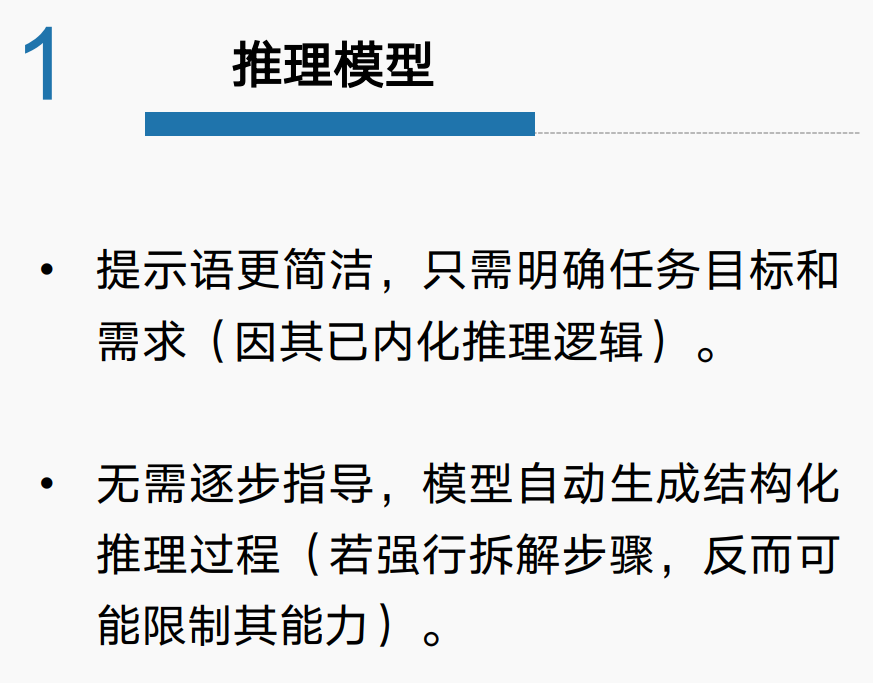 1
推理模型
• 提示语更简洁，只需明确任务目标和
需求（因其已内化推理逻辑）。
• 无需逐步指导，模型自动生成结构化
推理过程（若强行拆解步骤，反而可
能限制其能力）。